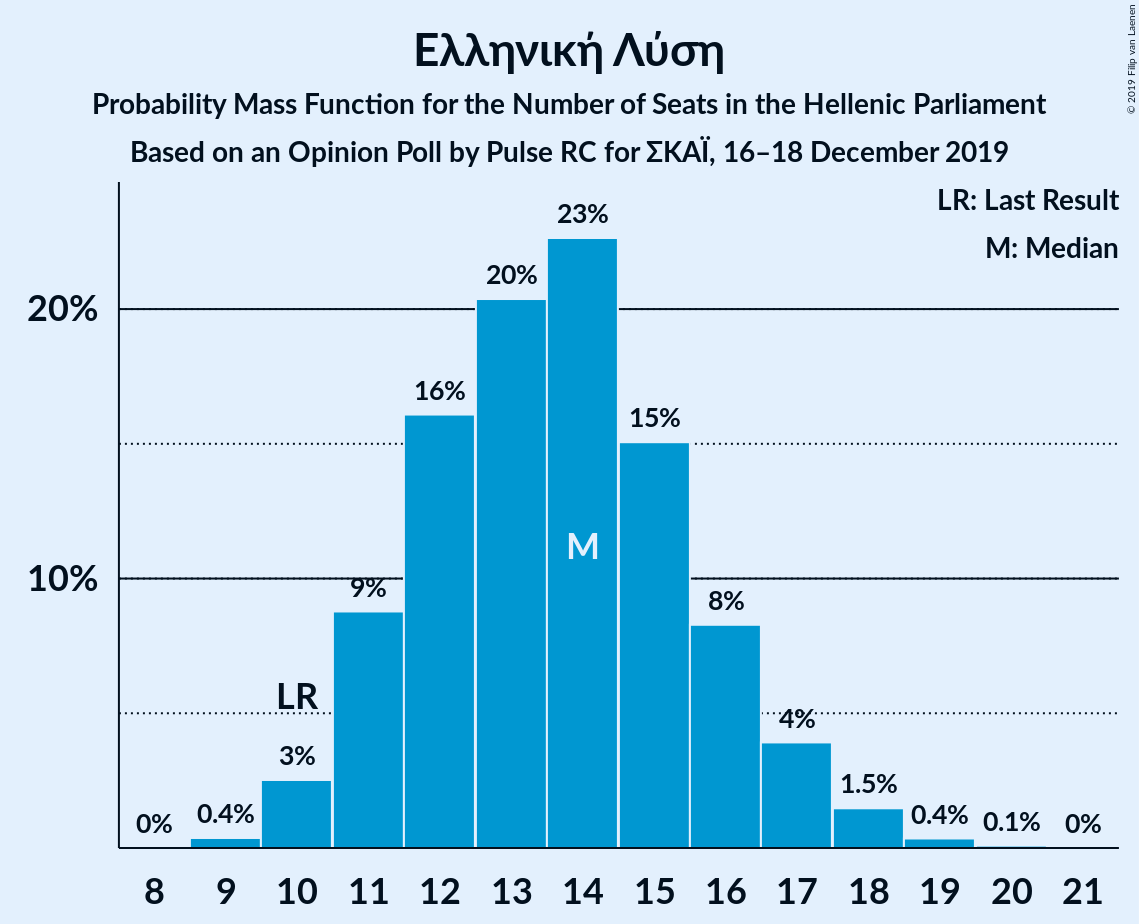 Ελληνική Λύση
Probability Mass Function for the Number of Seats in the Hellenic Parliament
Based on an Opinion Poll by Pulse RC for ΣΚΑΪ, 16–18 December 2019
© 2019 Filip van Laenen
LR: Last Result
M: Median
20%
10%
0%
0.4%
3%
LR
9%
16%
20%
23%
M
15%
8%
4%
1.5%
0.4%
0.1%
0%
8 9 10 11 12 13 14 15 16 17 18 19 20 21